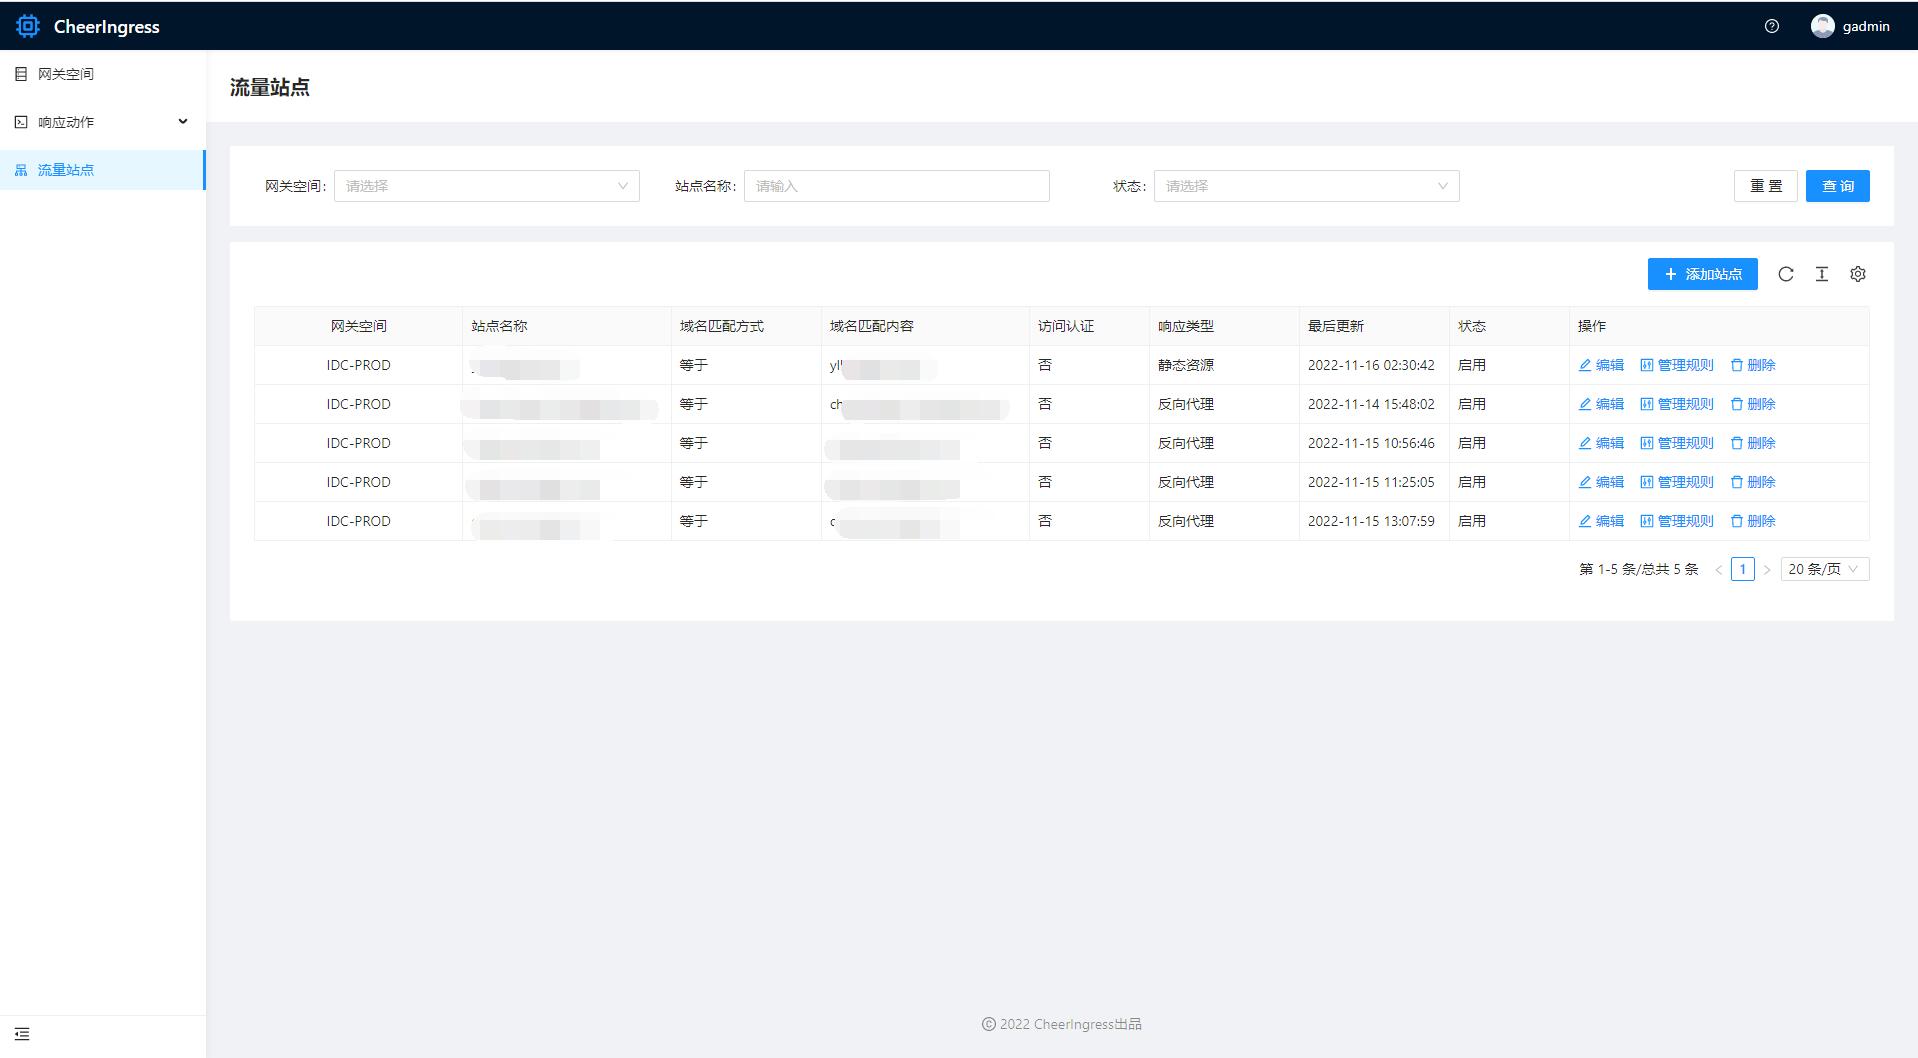 CheerIngress
gadmin
网关空间
响应动作
流量站点
流量站点
网关空间: 请选择 站点名称: 请输入 状态: 请选择 重 置 查 询
添加站点
网关空间 站点名称 域名匹配方式 域名匹配内容 访问认证 响应类型 最后更新 状态 操作
IDC-PROD 等于 否 静态资源 2022-11-16 02:30:42 启用 编辑 管理规则 删除
IDC-PROD 等于 ch 否 反向代理 2022-11-14 15:48:02 启用 编辑 管理规则 删除
IDC-PROD 等于 否 反向代理 2022-11-15 10:56:46 启用 编辑 管理规则 删除
IDC-PROD 等于 否 反向代理 2022-11-15 11:25:05 启用 编辑 管理规则 删除
IDC-PROD 等于 否 反向代理 2022-11-15 13:07:59 启用 编辑 管理规则 删除
第 1-5 条/总共 5 条 < 1 > 20 条/页
© 2022 CheerIngress出品